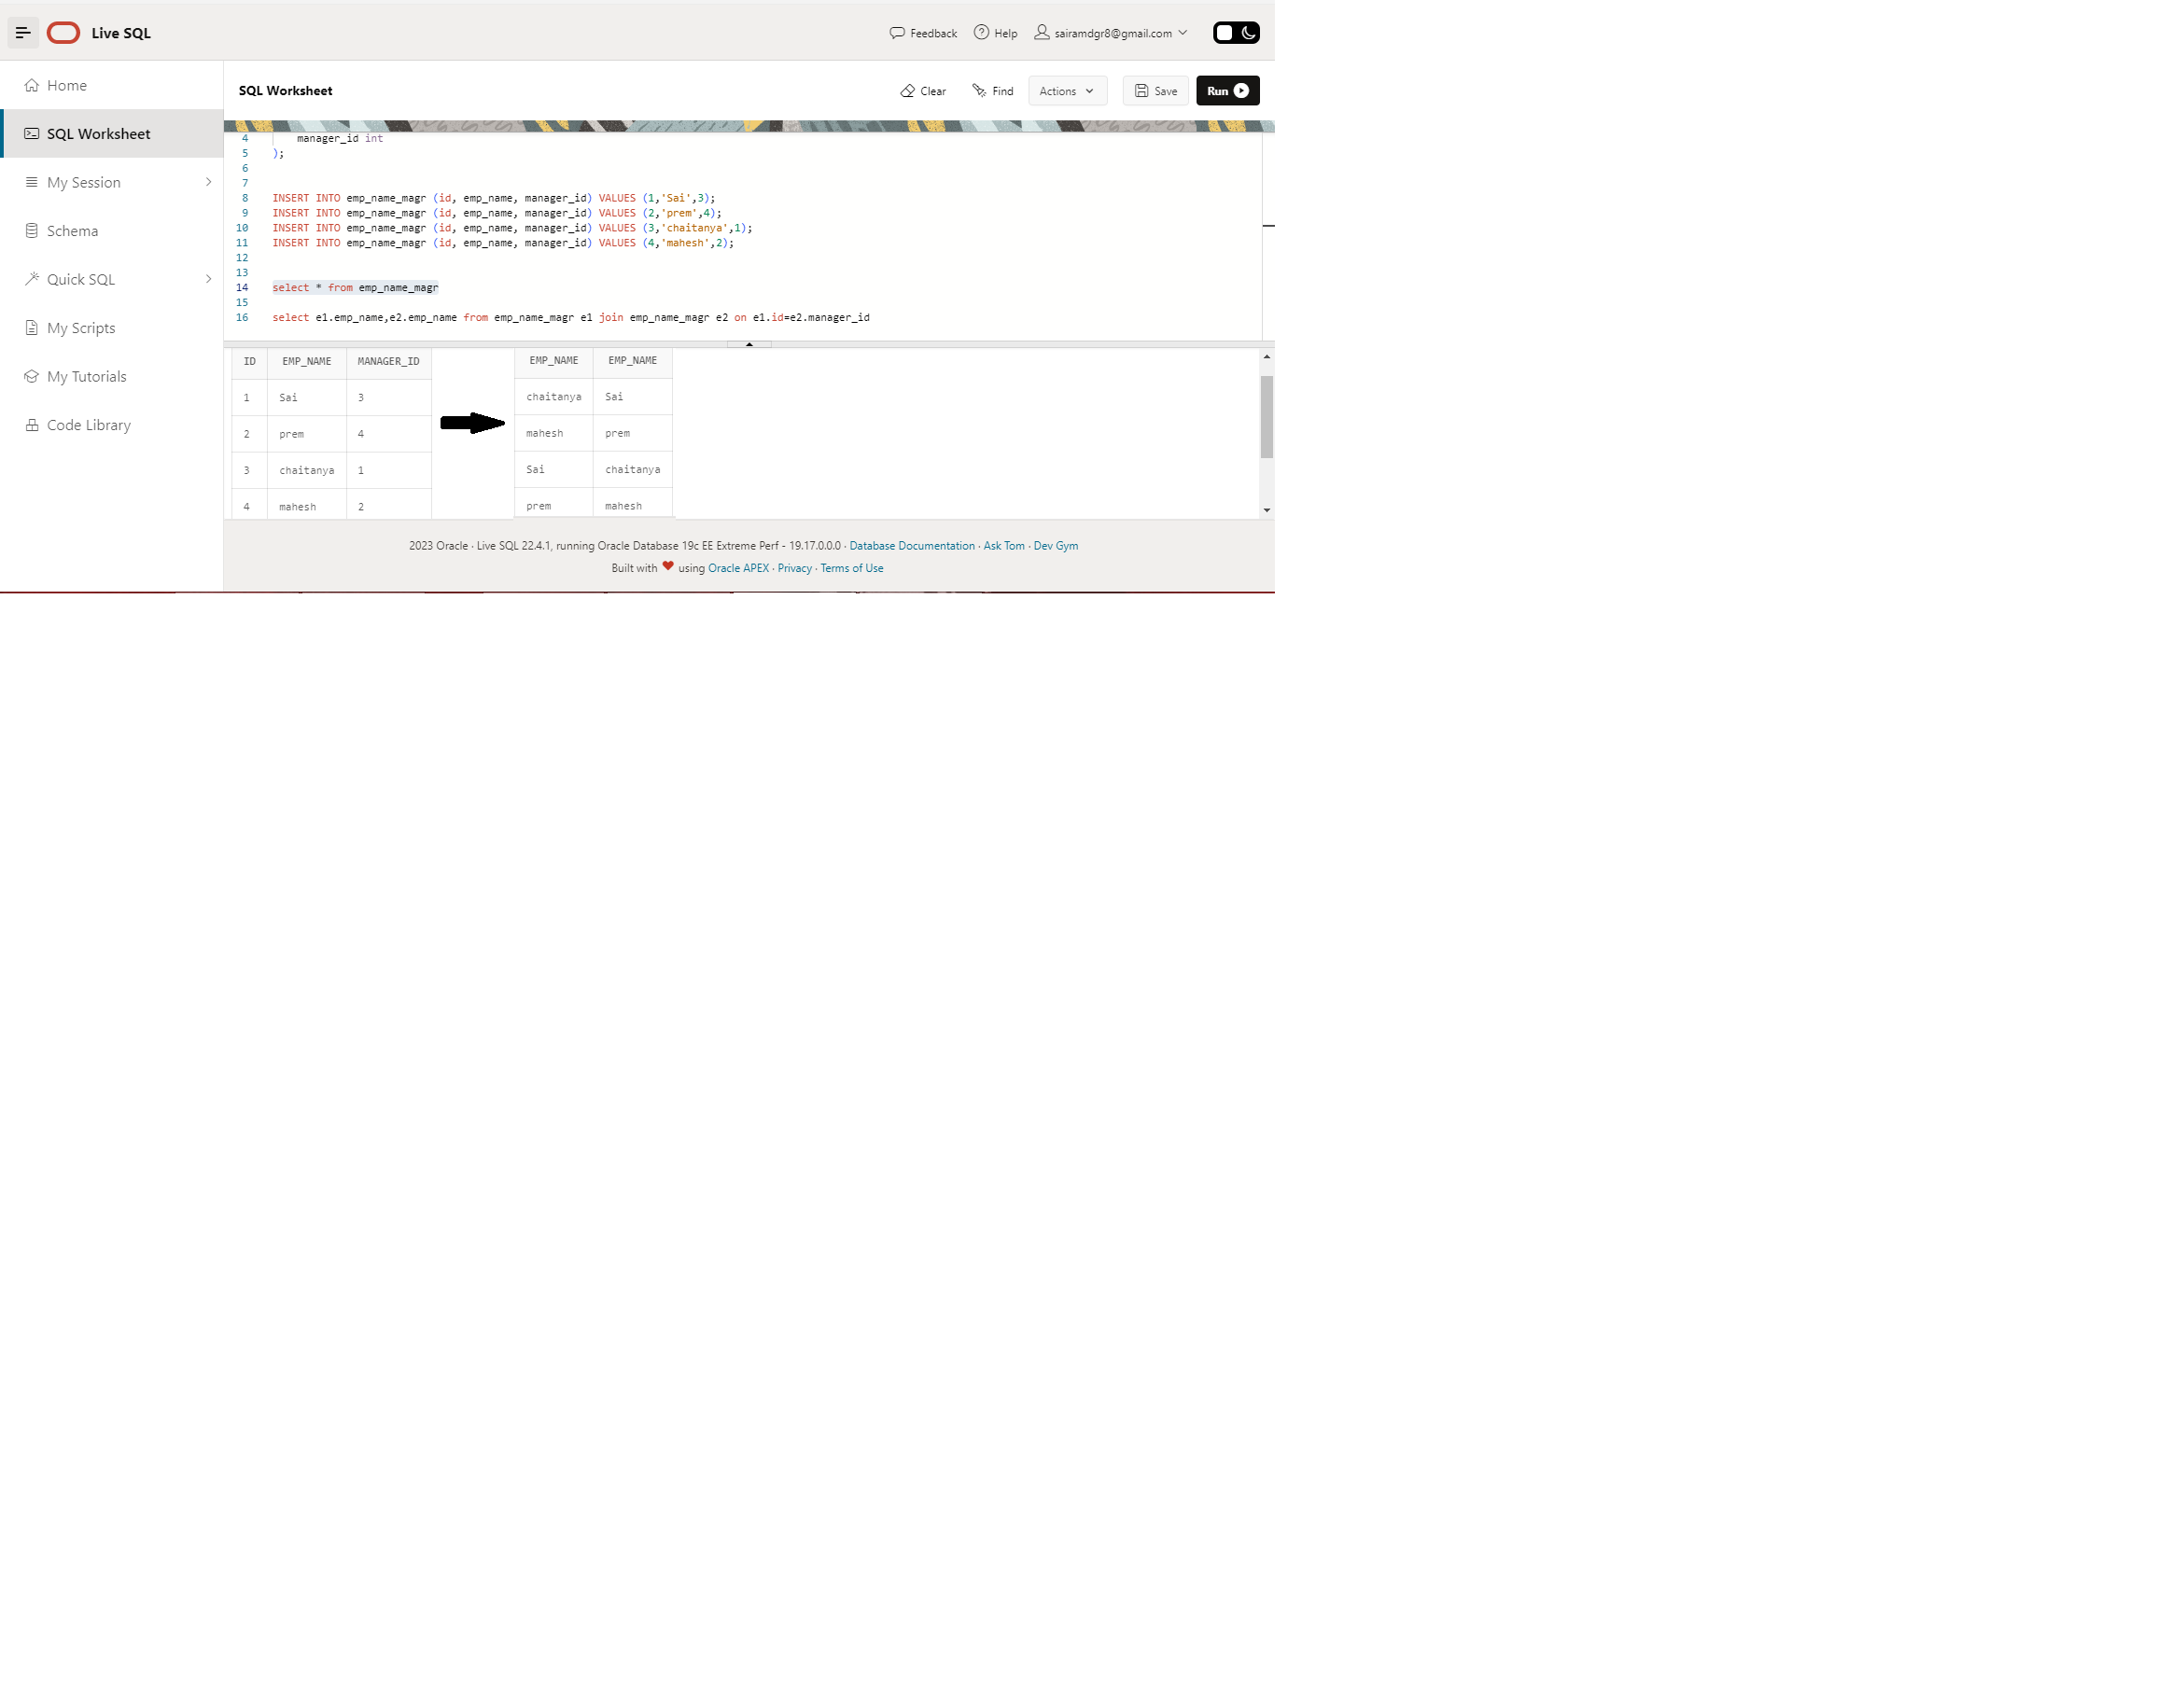 Live SQL
Feedback
Help
sairamdgr8@gmail.com
Home
SQL Worksheet
My Session
Schema
Quick SQL
My Scripts
My Tutorials
Code Library
SQL Worksheet
Clear
Find
Actions
Save
Run
4 manager_id int
5 );
6
7
8 INSERT INTO emp_name_magr (id, emp_name, manager_id) VALUES (1,'Sai',3);
9 INSERT INTO emp_name_magr (id, emp_name, manager_id) VALUES (2,'prem',4);
10 INSERT INTO emp_name_magr (id, emp_name, manager_id) VALUES (3,'chaitanya',1);
11 INSERT INTO emp_name_magr (id, emp_name, manager_id) VALUES (4,'mahesh',2);
12
13
14 select * from emp_name_magr
15
16 select e1.emp_name,e2.emp_name from emp_name_magr e1 join emp_name_magr e2 on e1.id=e2.manager_id
ID EMP_NAME MANAGER_ID
1 Sai 3
2 prem 4
3 chaitanya 1
4 mahesh 2
EMP_NAME EMP_NAME
chaitanya Sai
mahesh prem
Sai chaitanya
prem mahesh
2023 Oracle · Live SQL 22.4.1, running Oracle Database 19c EE Extreme Perf - 19.17.0.0.0 · Database Documentation · Ask Tom · Dev Gym
Built with ❤ using Oracle APEX · Privacy · Terms of Use